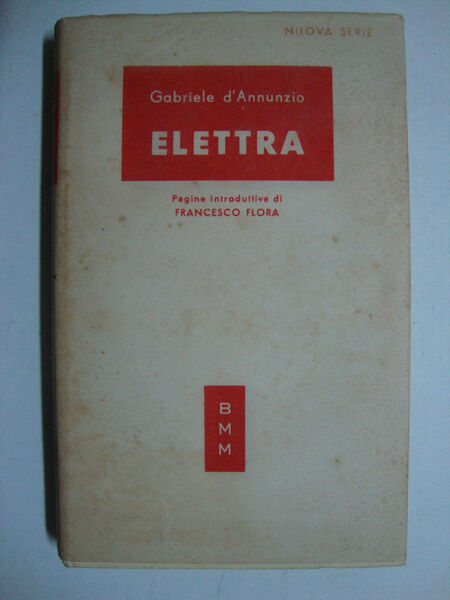 NUOVA SERIE
Gabriele d'Annunzio
ELETTRA
Pagine introduttive di
FRANCESCO FLORA
B
M
M